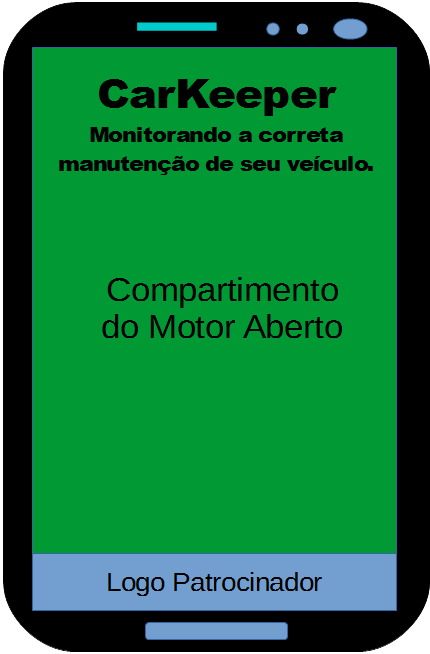 CarKeeper
Monitorando a correta
manutenção de seu veículo.
Compartimento
do Motor Aberto
Logo Patrocinador